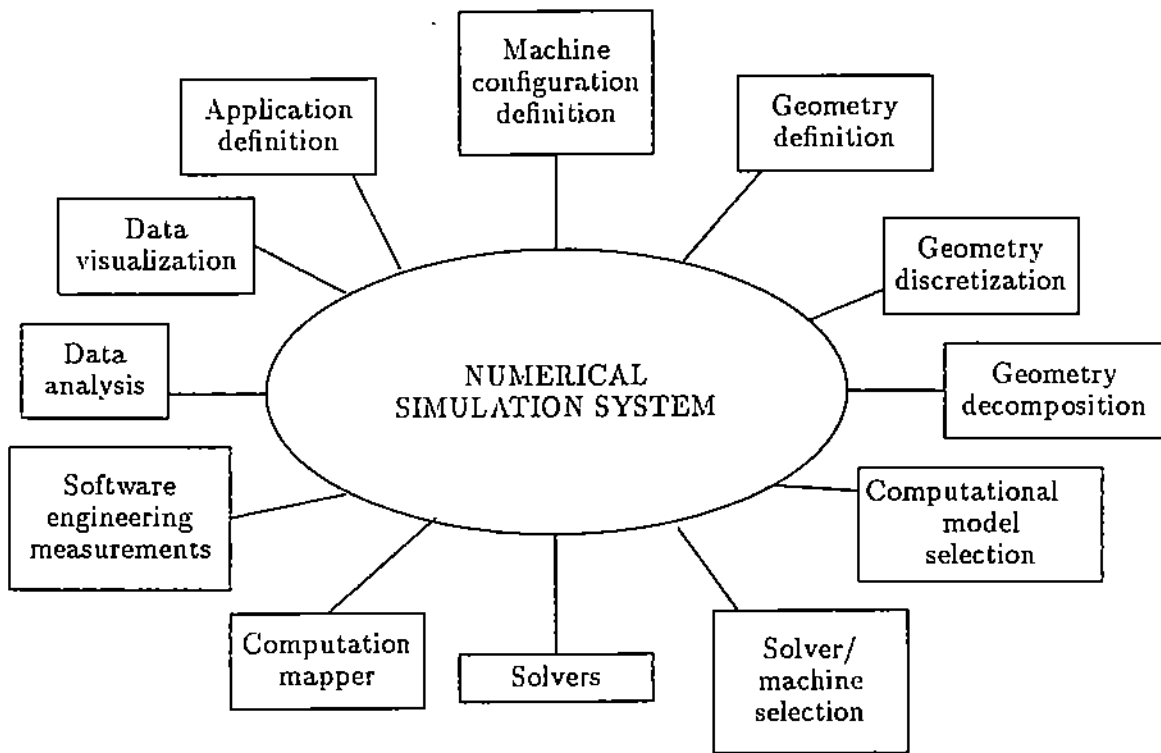 Machine
configuration
definition
Application
definition
Geometry
definition
Data
visualization
Geometry
discretization
Data
analysis
NUMERICAL
SIMULATION SYSTEM
Geometry
decomposition
Software
engineering
measurements
Computational
model
selection
Computation
mapper
Solvers
Solver/
machine
selection